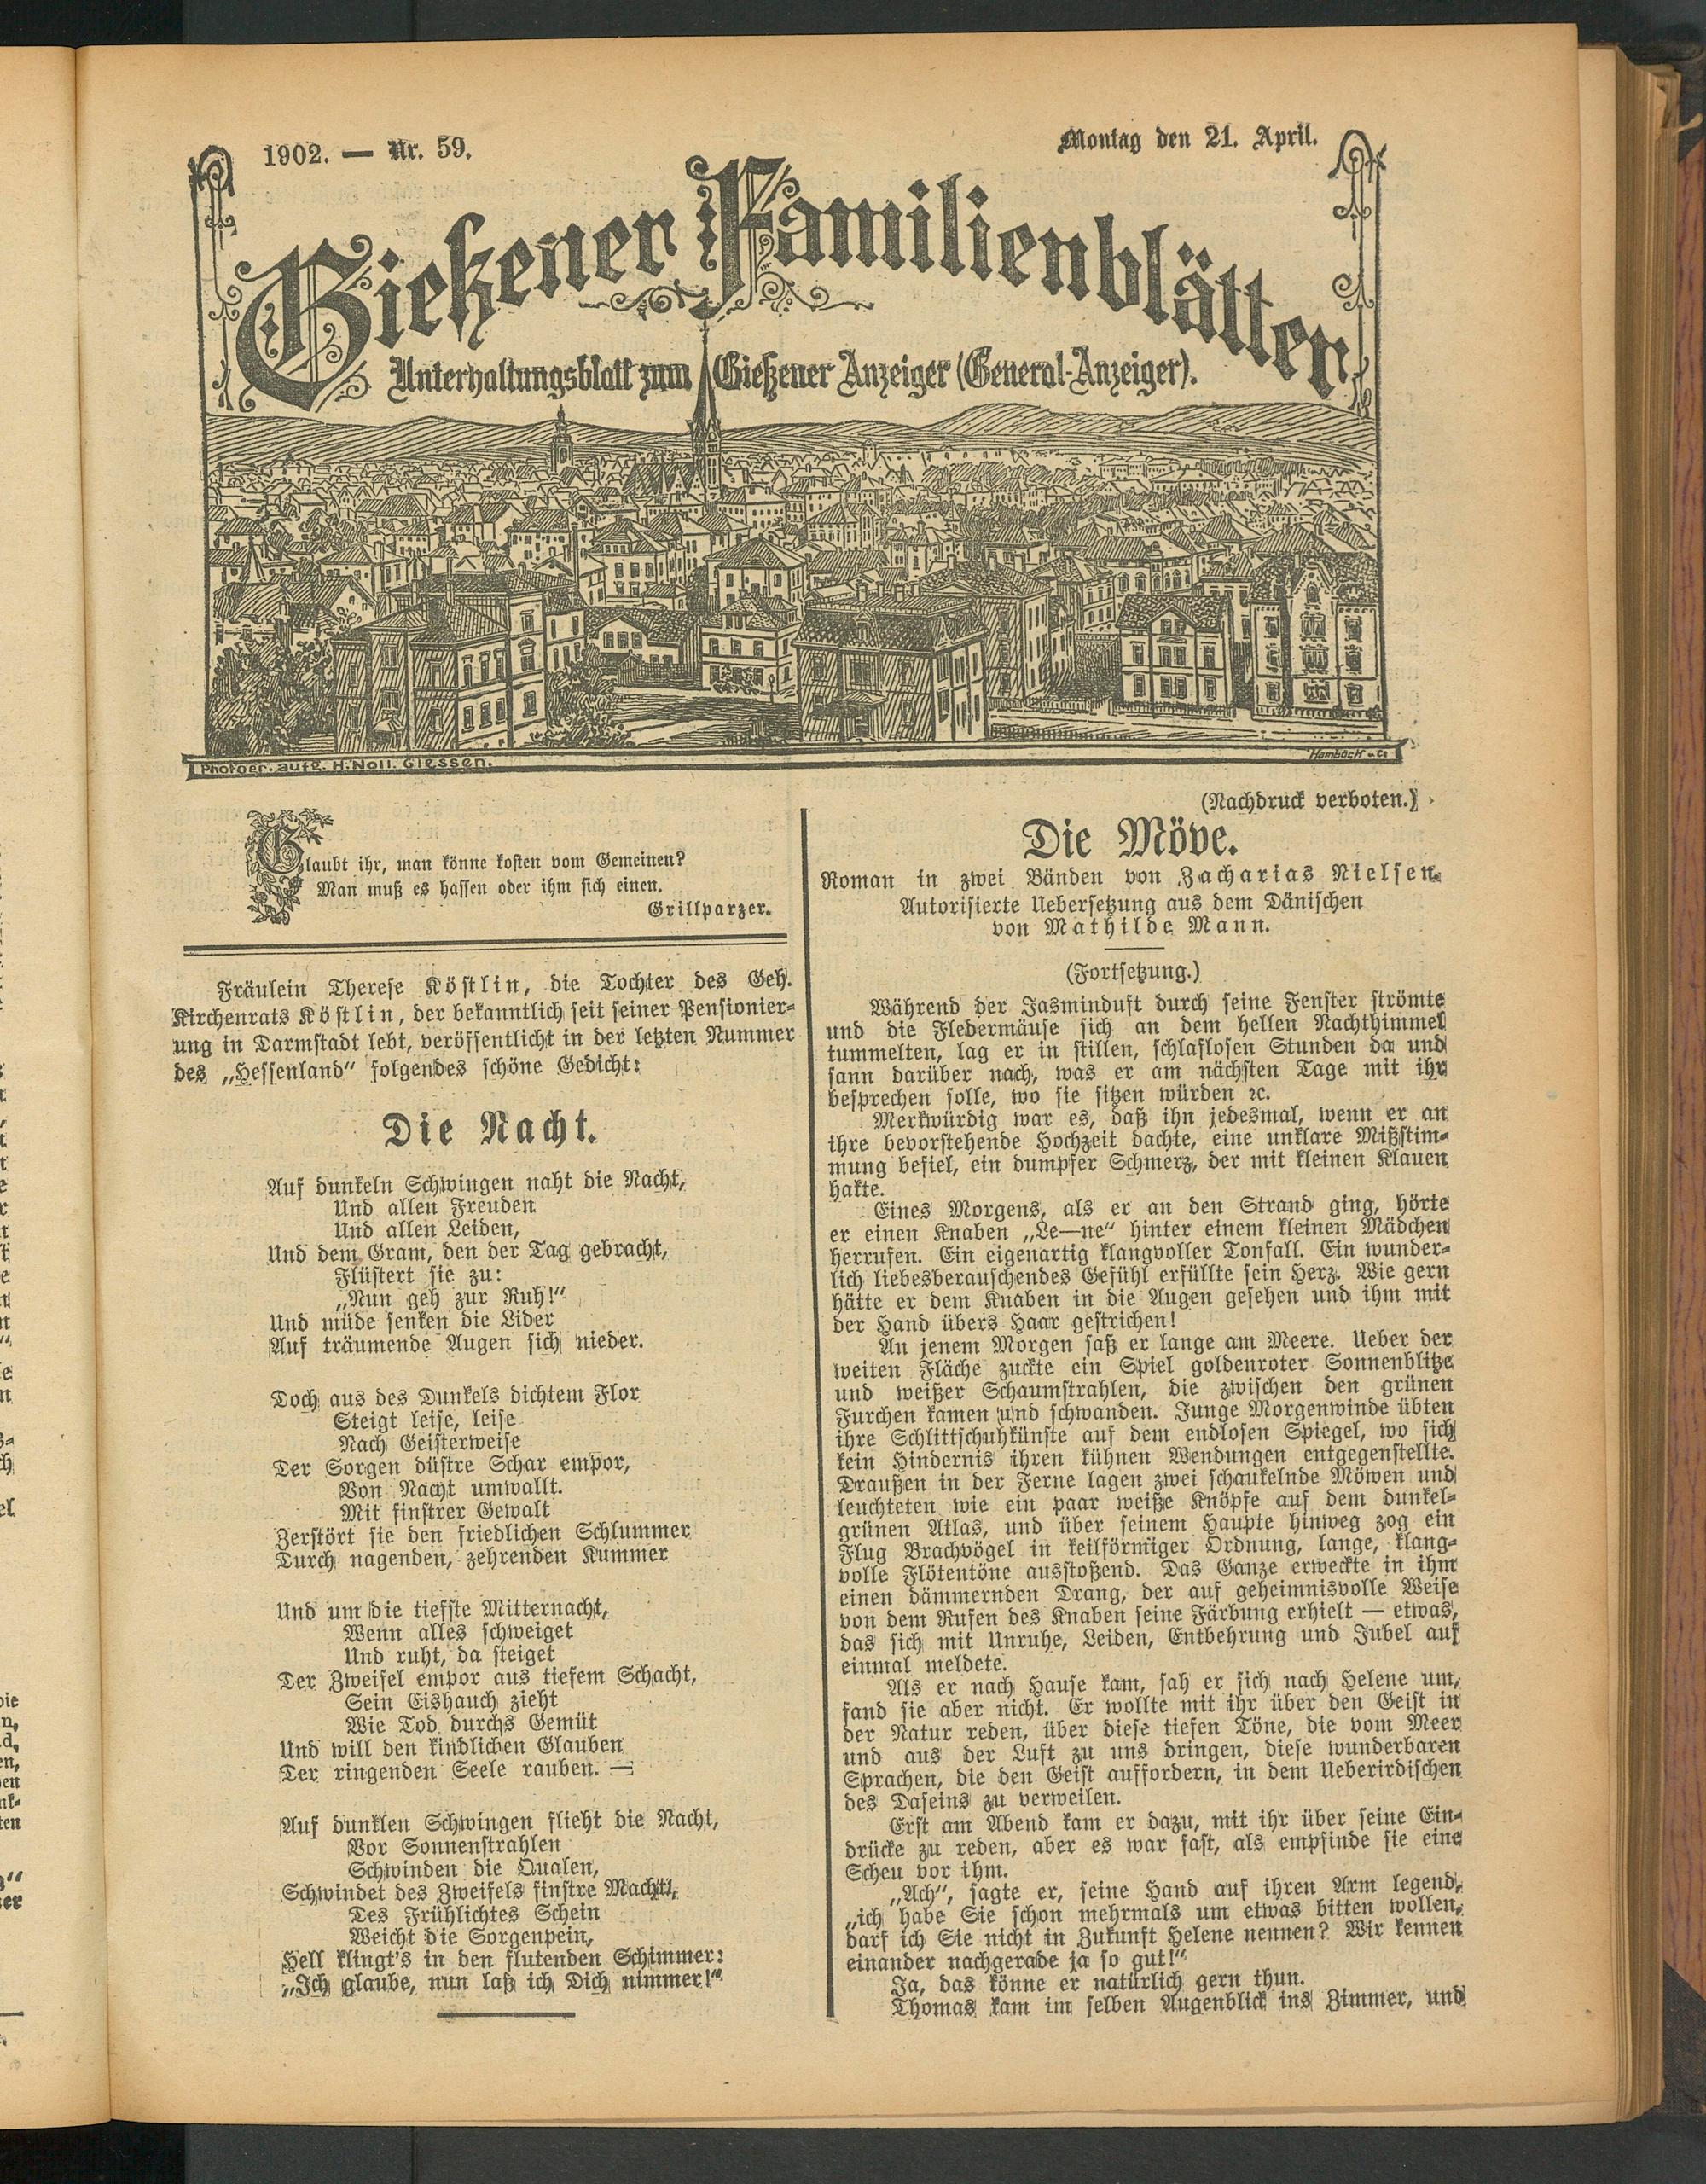 1902. — Nr. 59.
Montag den 21. April.
Gießener Familienblätter
Unterhaltungsblatt zum Gießener Anzeiger (General-Anzeiger).
Photogr. aufg. H. Noll. Giessen.
Glaubt ihr, man könne kosten vom Gemeinen?
Man muß es hassen oder ihm sich einen.
Grillparzer.
Fräulein Therese Köstlin, die Tochter des Geh.
Kirchenrats Köstlin, der bekanntlich seit seiner Pensionier-
ung in Darmstadt lebt, veröffentlicht in der letzten Nummer
des „Hessenland“ folgendes schöne Gedicht:
Die Nacht.
Auf dunkeln Schwingen naht die Nacht,
Und allen Freuden
Und allen Leiden,
Und dem Gram, den der Tag gebracht,
Flüstert sie zu:
„Nun geh zur Ruh!“
Und müde senken die Lider
Auf träumende Augen sich nieder.
Doch aus des Dunkels dichtem Flor
Steigt leise, leise
Nach Geisterweise
Der Sorgen düstre Schar empor,
Von Nacht umwallt.
Mit finstrer Gewalt
Zerstört sie den friedlichen Schlummer
Durch nagenden, zehrenden Kummer
Und um die tiefste Mitternacht,
Wenn alles schweiget
Und ruht, da steiget
Der Zweifel empor aus tiefem Schacht,
Sein Eishauch zieht
Wie Tod durchs Gemüt
Und will den kindlichen Glauben
Der ringenden Seele rauben. —
Auf dunklen Schwingen flieht die Nacht,
Vor Sonnenstrahlen
Schwinden die Qualen,
Schwindet des Zweifels finstre Macht,
Des Frühlichtes Schein
Weicht die Sorgenpein,
Hell klingt's in den flutenden Schimmer:
„Ich glaube, nun laß ich Dich nimmer!“
(Nachdruck verboten.)
Die Möve.
Roman in zwei Bänden von Zacharias Nielsen.
Autorisierte Uebersetzung aus dem Dänischen
von Mathilde Mann.
(Fortsetzung.)
Während der Jasminduft durch seine Fenster strömte
und die Fledermäuse sich an dem hellen Nachthimmel
tummelten, lag er in stillen, schlaflosen Stunden da und
sann darüber nach, was er am nächsten Tage mit ihr
besprechen solle, wo sie sitzen würden ꝛc.
Merkwürdig war es, daß ihn jedesmal, wenn er an
ihre bevorstehende Hochzeit dachte, eine unklare Mißstim-
mung befiel, ein dumpfer Schmerz, der mit kleinen Klauen
hakte.
Eines Morgens, als er an den Strand ging, hörte
er einen Knaben „Le—ne“ hinter einem kleinen Mädchen
herrufen. Ein eigenartig klangvoller Tonfall. Ein wunder-
lich liebesberauschendes Gefühl erfüllte sein Herz. Wie gern
hätte er dem Knaben in die Augen gesehen und ihm mit
der Hand übers Haar gestrichen!
An jenem Morgen saß er lange am Meere. Ueber der
weiten Fläche zuckte ein Spiel goldenroter Sonnenblitze
und weißer Schaumstrahlen, die zwischen den grünen
Furchen kamen und schwanden. Junge Morgenwinde übten
ihre Schlittschuhkünste auf dem endlosen Spiegel, wo sich
kein Hindernis ihren kühnen Wendungen entgegenstellte.
Draußen in der Ferne lagen zwei schaukelnde Möwen und
leuchteten wie ein paar weiße Knöpfe auf dem dunkel-
grünen Atlas, und über seinem Haupte hinweg zog ein
Flug Brachvögel in keilförmiger Ordnung, lange, klang-
volle Flötentöne ausstoßend. Das Ganze erweckte in ihm
einen dämmernden Drang, der auf geheimnisvolle Weise
von dem Rufen des Knaben seine Färbung erhielt — etwas,
das sich mit Unruhe, Leiden, Entbehrung und Jubel auf
einmal meldete.
Als er nach Hause kam, sah er sich nach Helene um,
fand sie aber nicht. Er wollte mit ihr über den Geist in
der Natur reden, über diese tiefen Töne, die vom Meer
und aus der Luft zu uns dringen, diese wunderbaren
Sprachen, die den Geist auffordern, in dem Ueberirdischen
des Daseins zu verweilen.
Erst am Abend kam er dazu, mit ihr über seine Ein-
drücke zu reden, aber es war fast, als empfinde sie eine
Scheu vor ihm.
„Ach“, sagte er, seine Hand auf ihren Arm legend,
„ich habe Sie schon mehrmals um etwas bitten wollen,
darf ich Sie nicht in Zukunft Helene nennen? Wir kennen
einander nachgerade ja so gut!“
Ja, das könne er natürlich gern thun.
Thomas kam im selben Augenblick ins Zimmer, und